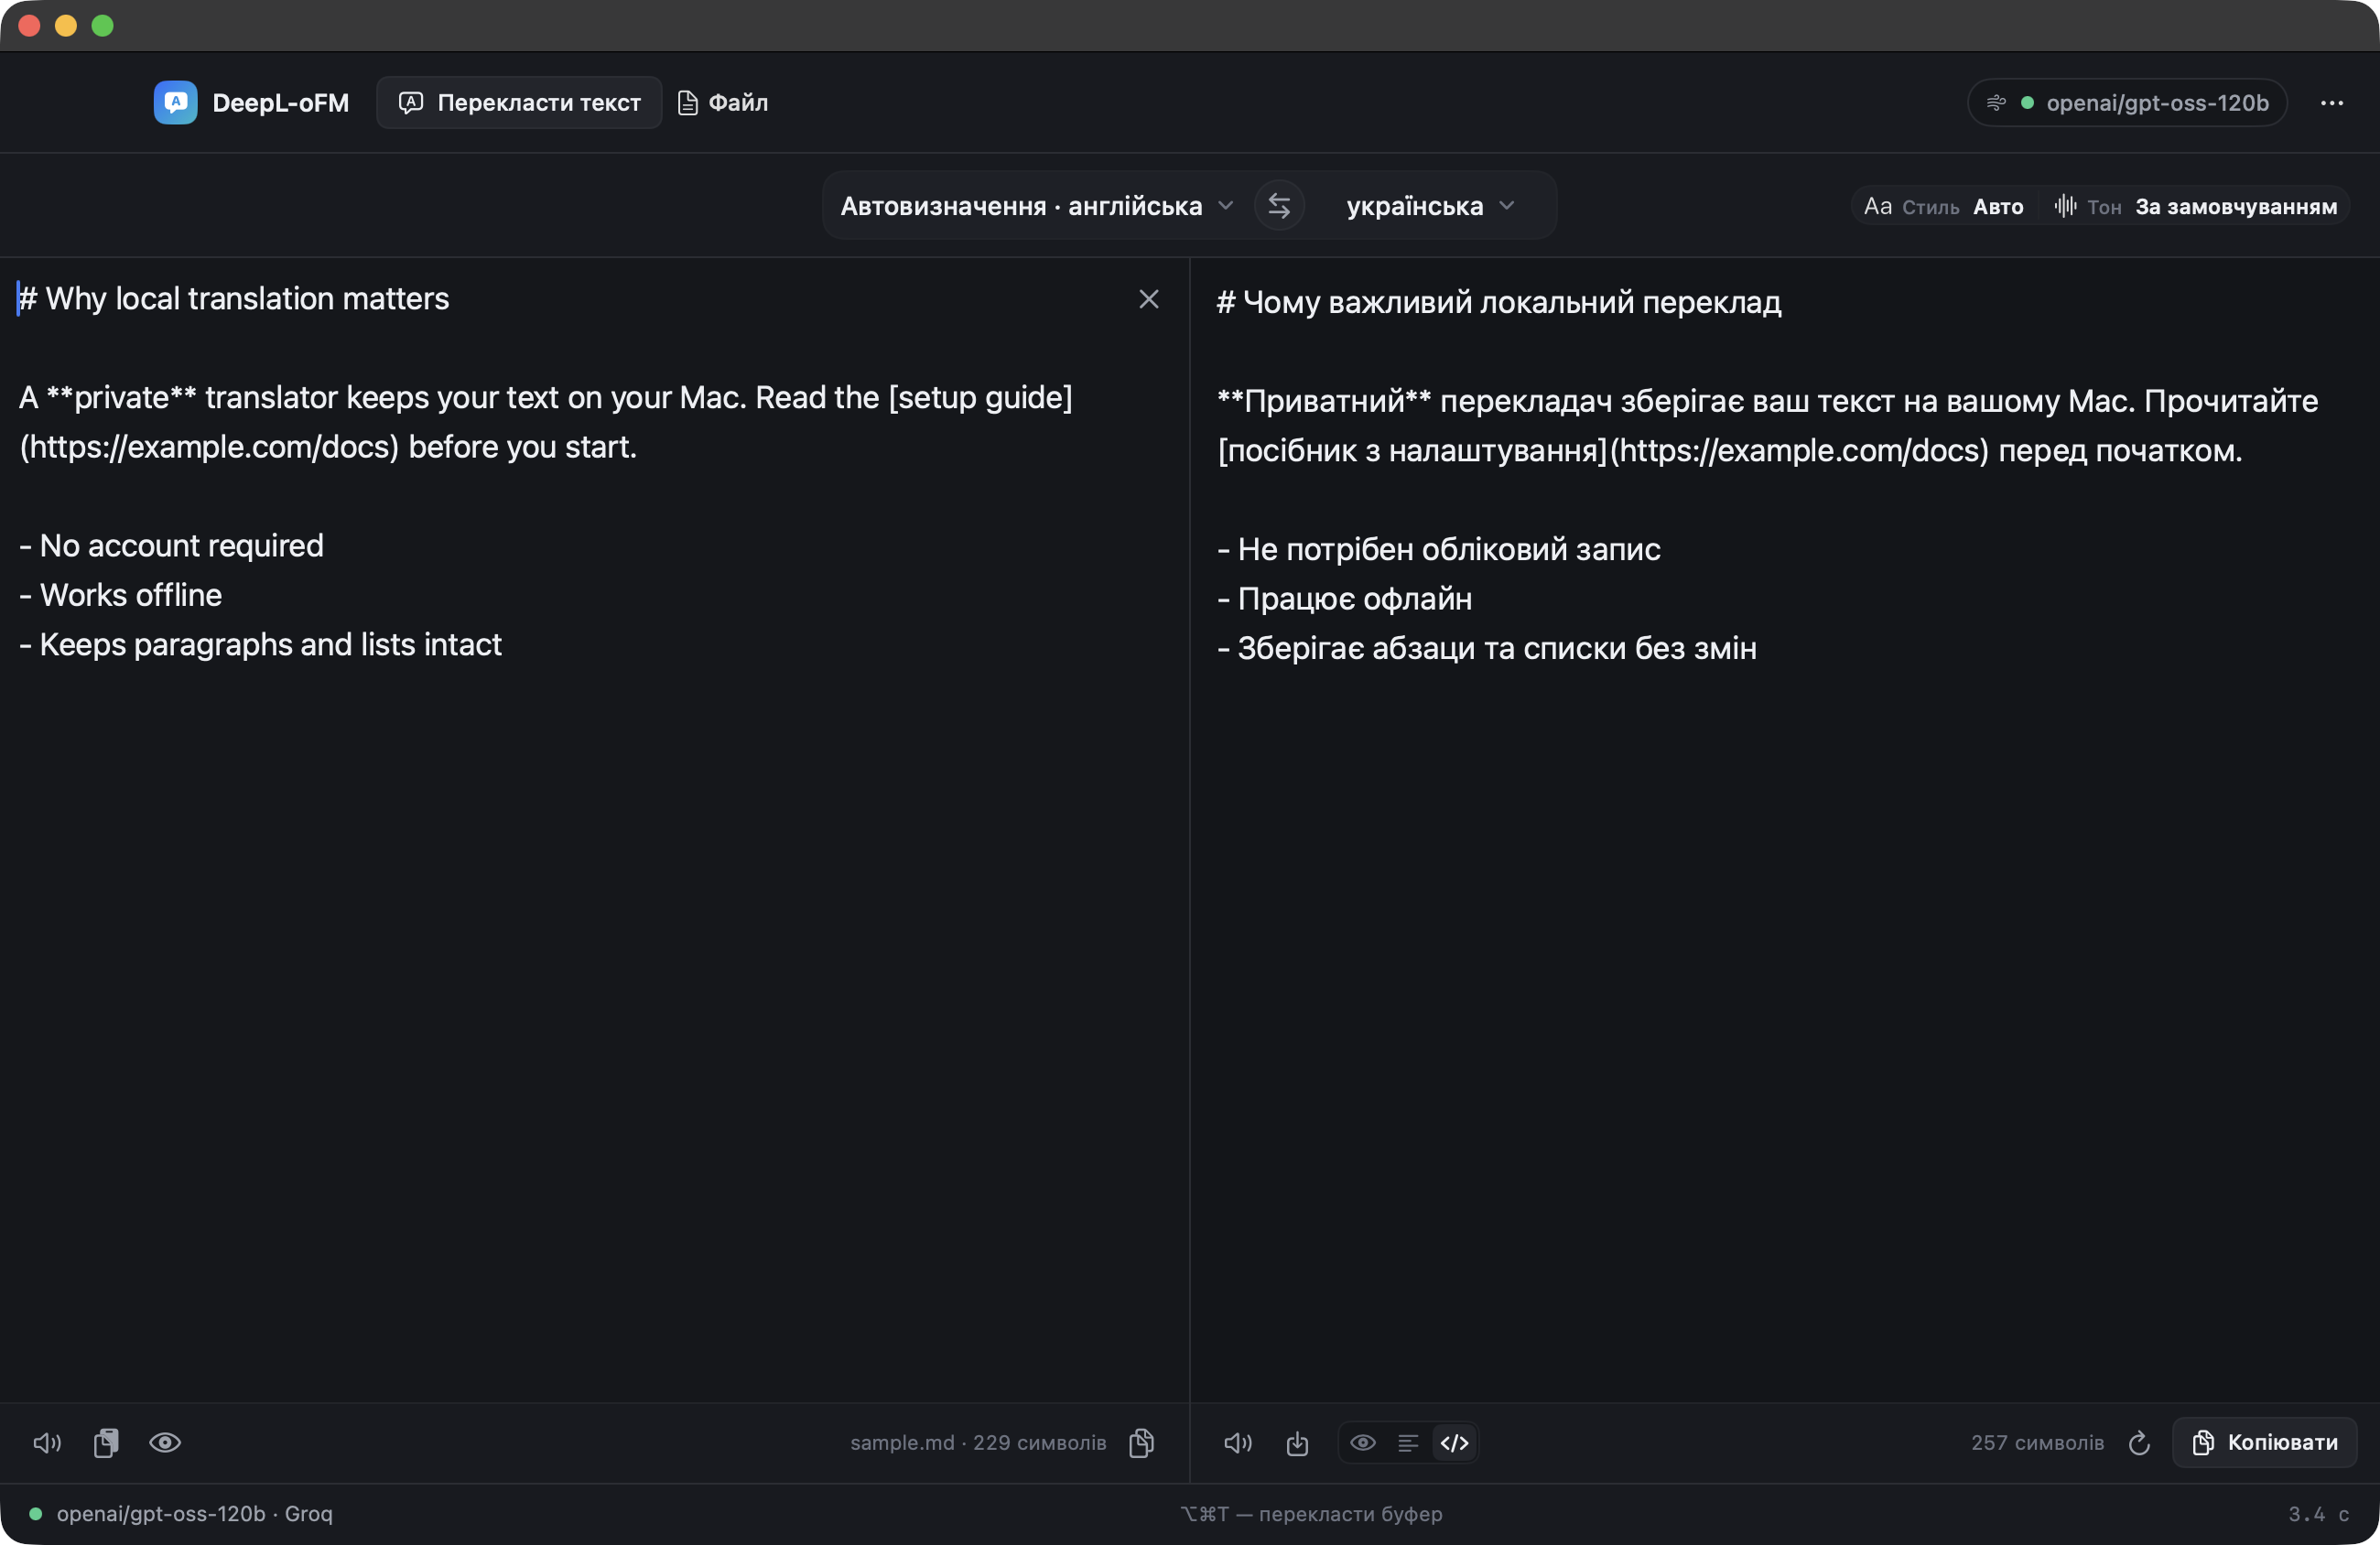 DeepL-oFM
Перекласти текст
Файл
openai/gpt-oss-120b
Автовизначення · англійська
українська
Aa Стиль Авто
Тон За замовчуванням
# Why local translation matters
A **private** translator keeps your text on your Mac. Read the [setup guide]
(https://example.com/docs) before you start.
- No account required
- Works offline
- Keeps paragraphs and lists intact
# Чому важливий локальний переклад
**Приватний** перекладач зберігає ваш текст на вашому Mac. Прочитайте
[посібник з налаштування](https://example.com/docs) перед початком.
- Не потрібен обліковий запис
- Працює офлайн
- Зберігає абзаци та списки без змін
sample.md · 229 символів
257 символів
Копіювати
openai/gpt-oss-120b · Groq
⌥⌘T — перекласти буфер
3.4 с